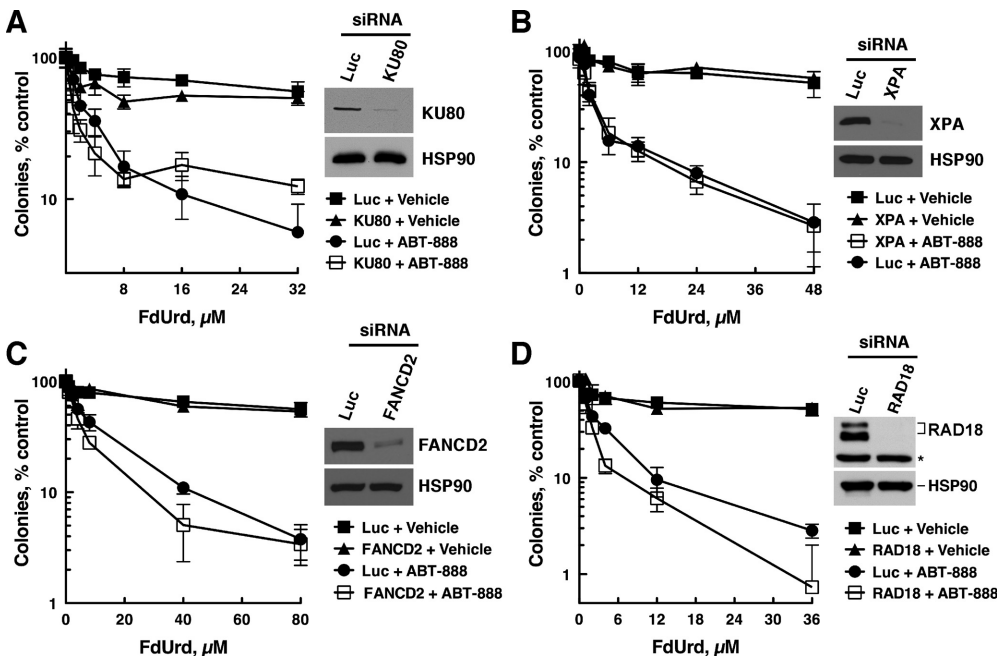 A
siRNA
Luc
KU80
KU80
HSP90
Colonies, % control
100
10
Luc + Vehicle
KU80 + Vehicle
Luc + ABT-888
KU80 + ABT-888
8 16 24 32
FdUrd, µM
B
siRNA
Luc
XPA
XPA
HSP90
Colonies, % control
100
10
1
Luc + Vehicle
XPA + Vehicle
XPA + ABT-888
Luc + ABT-888
0 12 24 36 48
FdUrd, µM
C
siRNA
Luc
FANCD2
FANCD2
HSP90
Colonies, % control
100
10
1
Luc + Vehicle
FANCD2 + Vehicle
Luc + ABT-888
FANCD2 + ABT-888
0 20 40 60 80
FdUrd, µM
D
siRNA
Luc
RAD18
RAD18
*
HSP90
Colonies, % control
100
10
1
Luc + Vehicle
RAD18 + Vehicle
Luc + ABT-888
RAD18 + ABT-888
0 6 12 18 24 30 36
FdUrd, µM